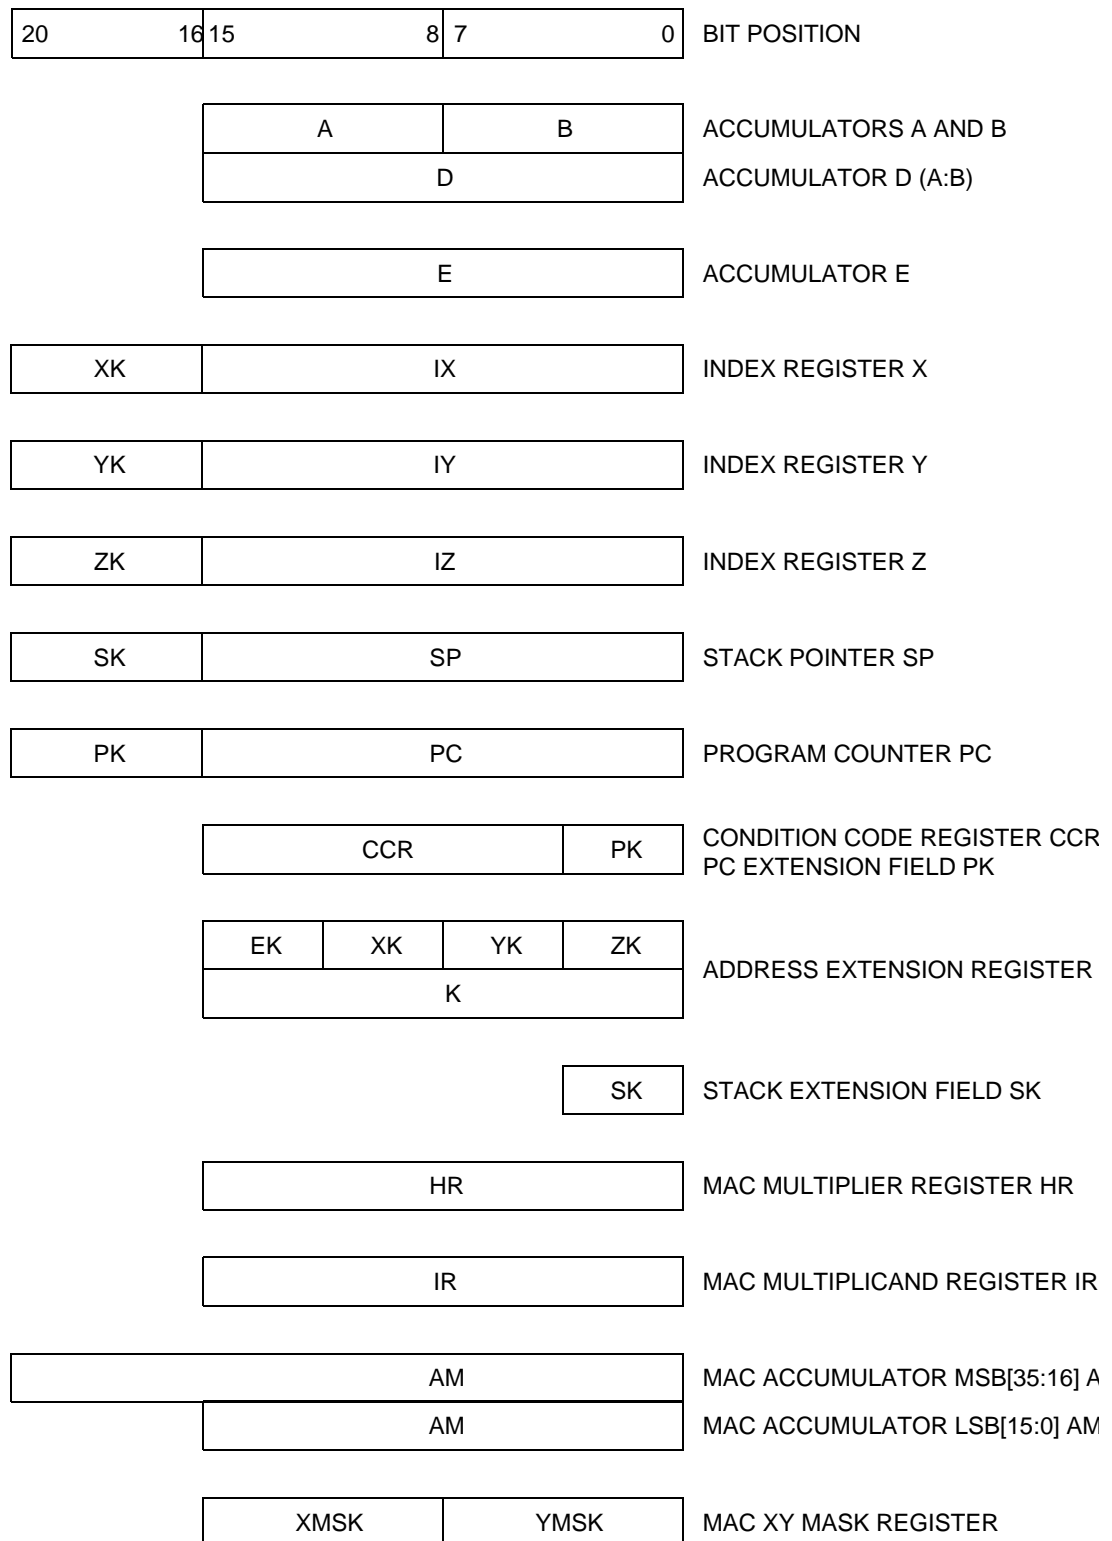 20 16 15 8 7 0 BIT POSITION
A B ACCUMULATORS A AND B
D ACCUMULATOR D (A:B)
E ACCUMULATOR E
XK IX INDEX REGISTER X
YK IY INDEX REGISTER Y
ZK IZ INDEX REGISTER Z
SK SP STACK POINTER SP
PK PC PROGRAM COUNTER PC
CCR PK CONDITION CODE REGISTER CCR
PC EXTENSION FIELD PK
EK XK YK ZK
ADDRESS EXTENSION REGISTER
K
SK STACK EXTENSION FIELD SK
HR MAC MULTIPLIER REGISTER HR
IR MAC MULTIPLICAND REGISTER IR
AM MAC ACCUMULATOR MSB[35:16] A
AM MAC ACCUMULATOR LSB[15:0] AM
XMSK YMSK MAC XY MASK REGISTER